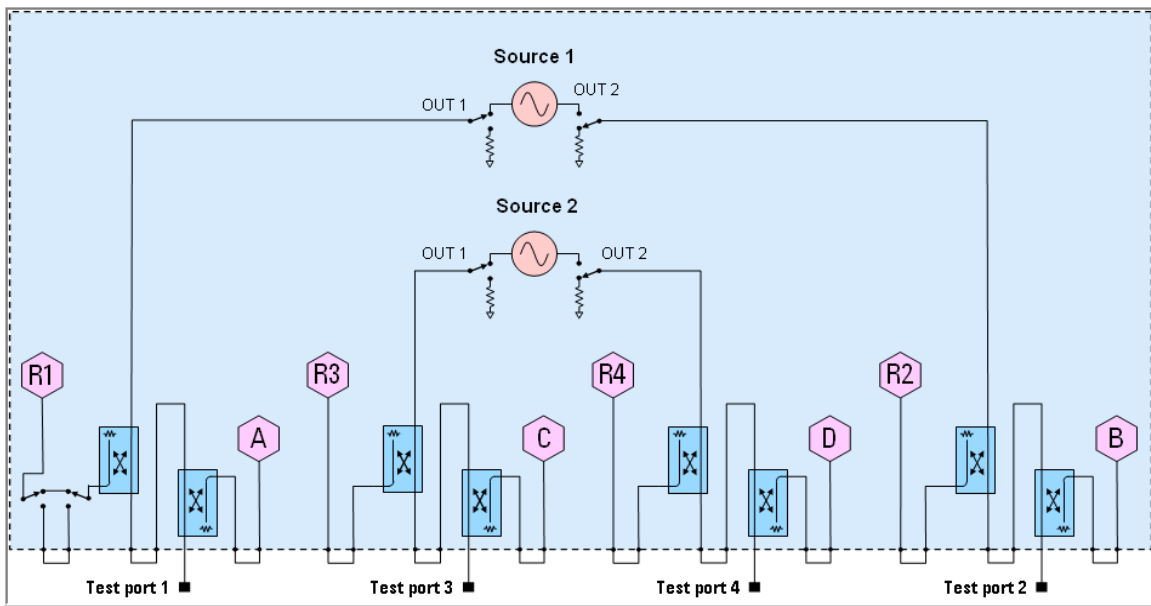 Source 1
OUT 1
OUT 2
Source 2
OUT 1
OUT 2
R1
R3
R4
R2
A
C
D
B
Test port 1
Test port 3
Test port 4
Test port 2